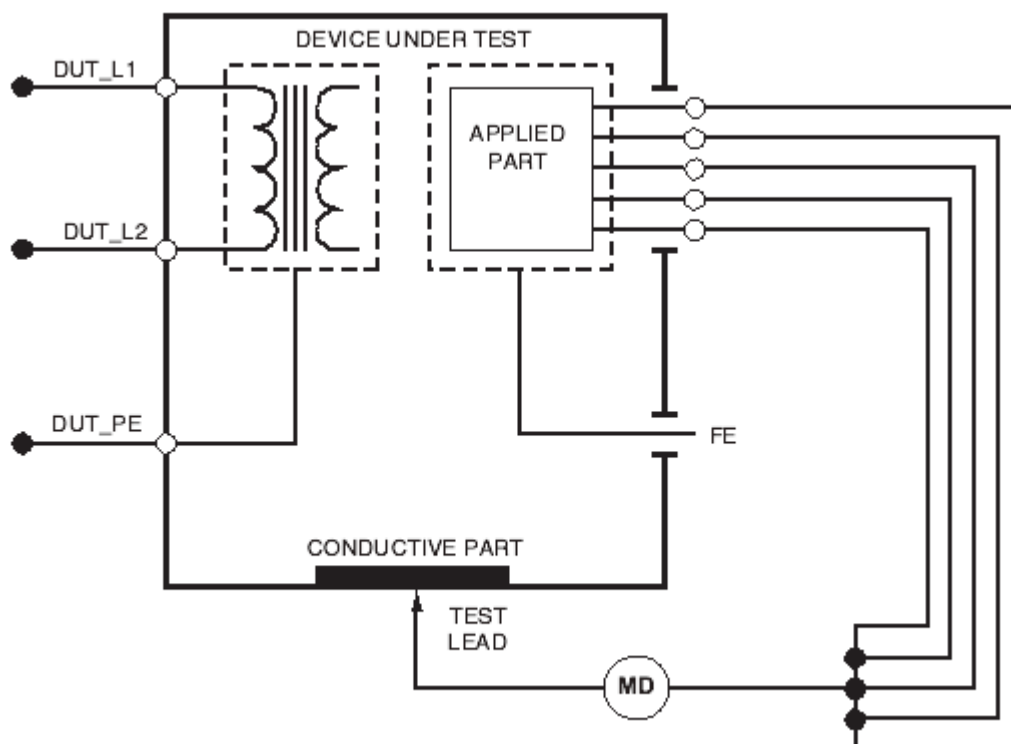 DEVICE UNDER TEST
DUT_L1
APPLIED
PART
DUT_L2
DUT_PE
FE
CONDUCTIVE PART
TEST
LEAD
MD